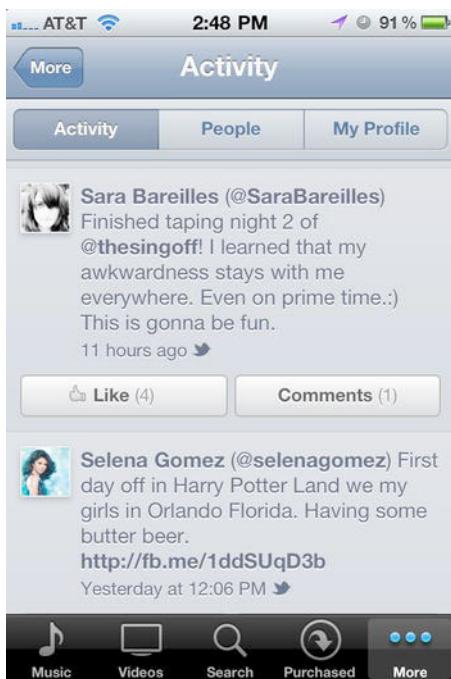 AT&T 2:48 PM 91%
More Activity
Activity People My Profile
Sara Bareilles (@SaraBareilles)
Finished taping night 2 of
@thesingoff! I learned that my
awkwardness stays with me
everywhere. Even on prime time.:)
This is gonna be fun.
11 hours ago
Like (4) Comments (1)
Selena Gomez (@selenagomez) First
day off in Harry Potter Land we my
girls in Orlando Florida. Having some
butter beer.
http://fb.me/1ddSUqD3b
Yesterday at 12:06 PM
Music Videos Search Purchased More